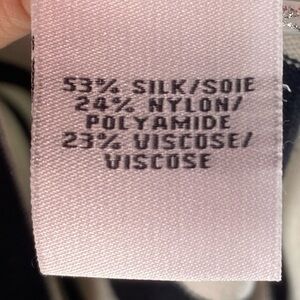 53% SILK/SOIE
24% NYLON/
POLYAMIDE
23% VISCOSE/
VISCOSE